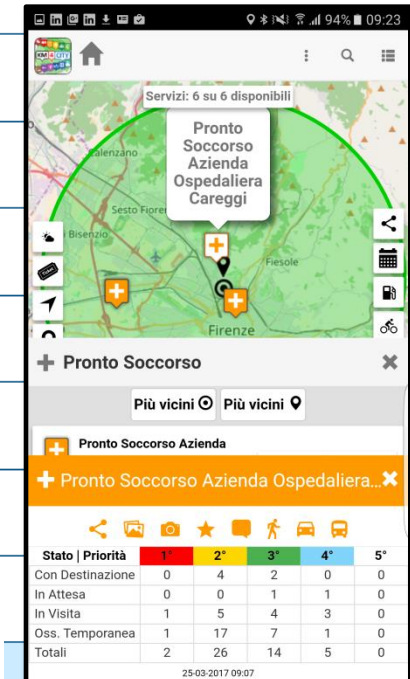 94% 09:23
KM4CITY
Servizi: 6 su 6 disponibili
Pronto
Soccorso
Azienda
Ospedaliera
Careggi
Calenzano
Sesto Fioren
Bisenzio
Fiesole
Firenze
Ticket
Pronto Soccorso
Più vicini Più vicini
Pronto Soccorso Azienda
Pronto Soccorso Azienda Ospedaliera...
Stato | Priorità 1° 2° 3° 4° 5°
Con Destinazione 0 4 2 0 0
In Attesa 0 0 1 1 0
In Visita 1 5 4 3 0
Oss. Temporanea 1 17 7 1 0
Totali 2 26 14 5 0
25-03-2017 09:07